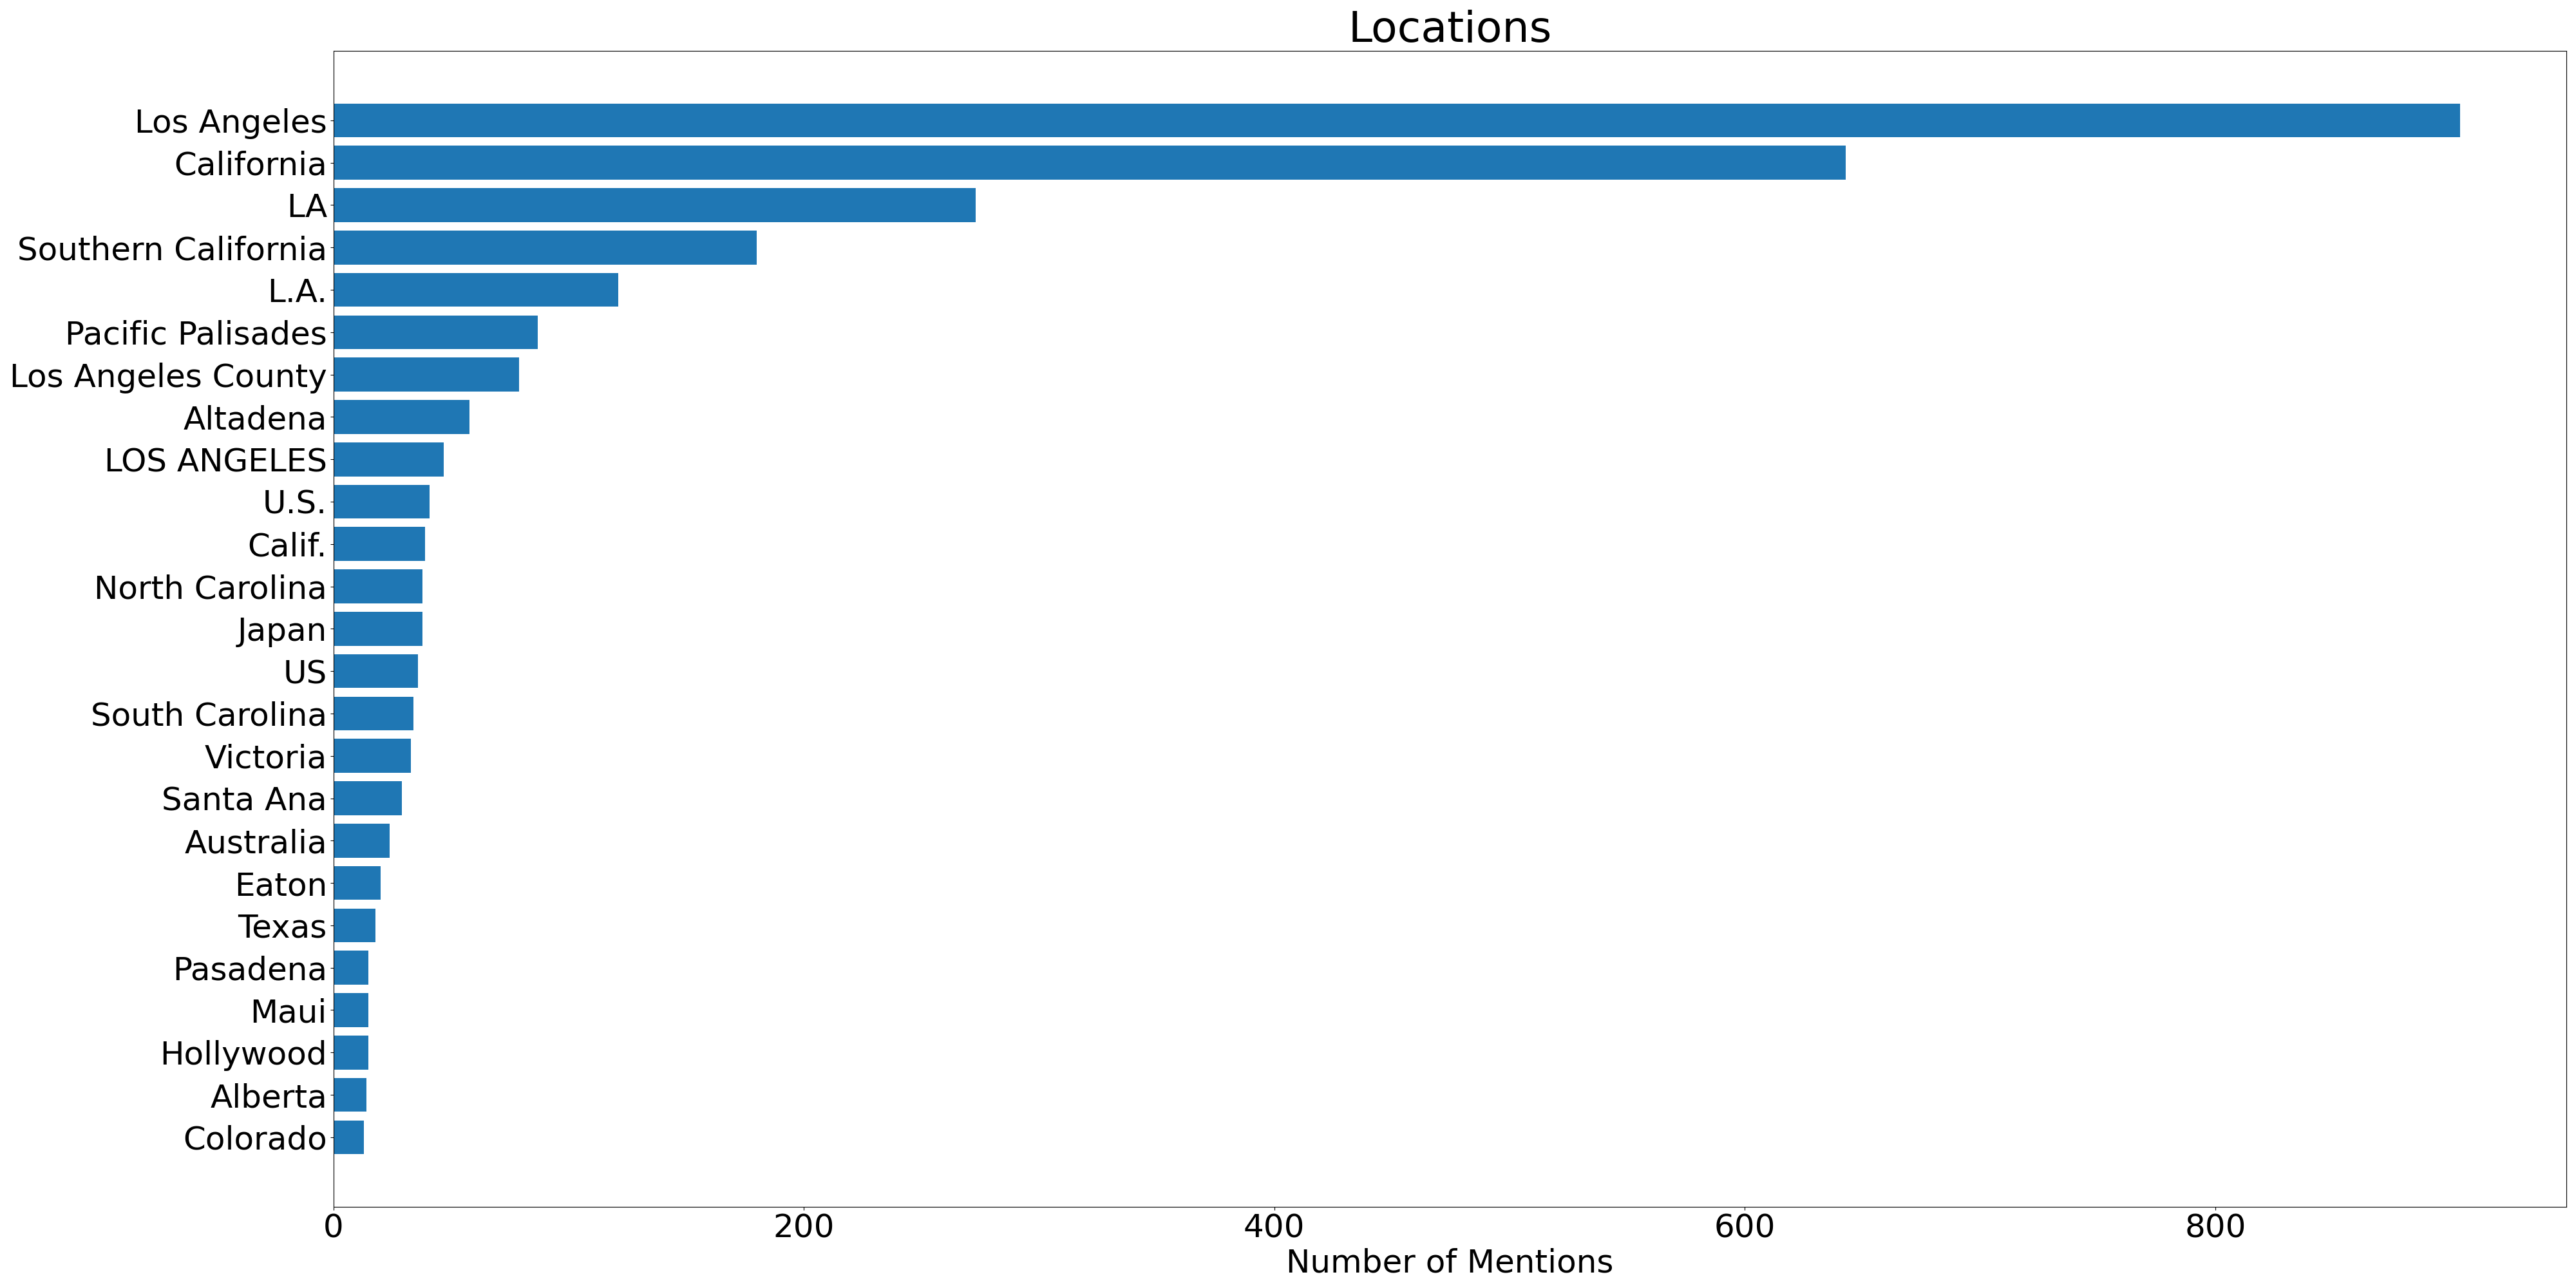 Locations
Los Angeles
California
LA
Southern California
L.A.
Pacific Palisades
Los Angeles County
Altadena
LOS ANGELES
U.S.
Calif.
North Carolina
Japan
US
South Carolina
Victoria
Santa Ana
Australia
Eaton
Texas
Pasadena
Maui
Hollywood
Alberta
Colorado
0 200 400 600 800
Number of Mentions